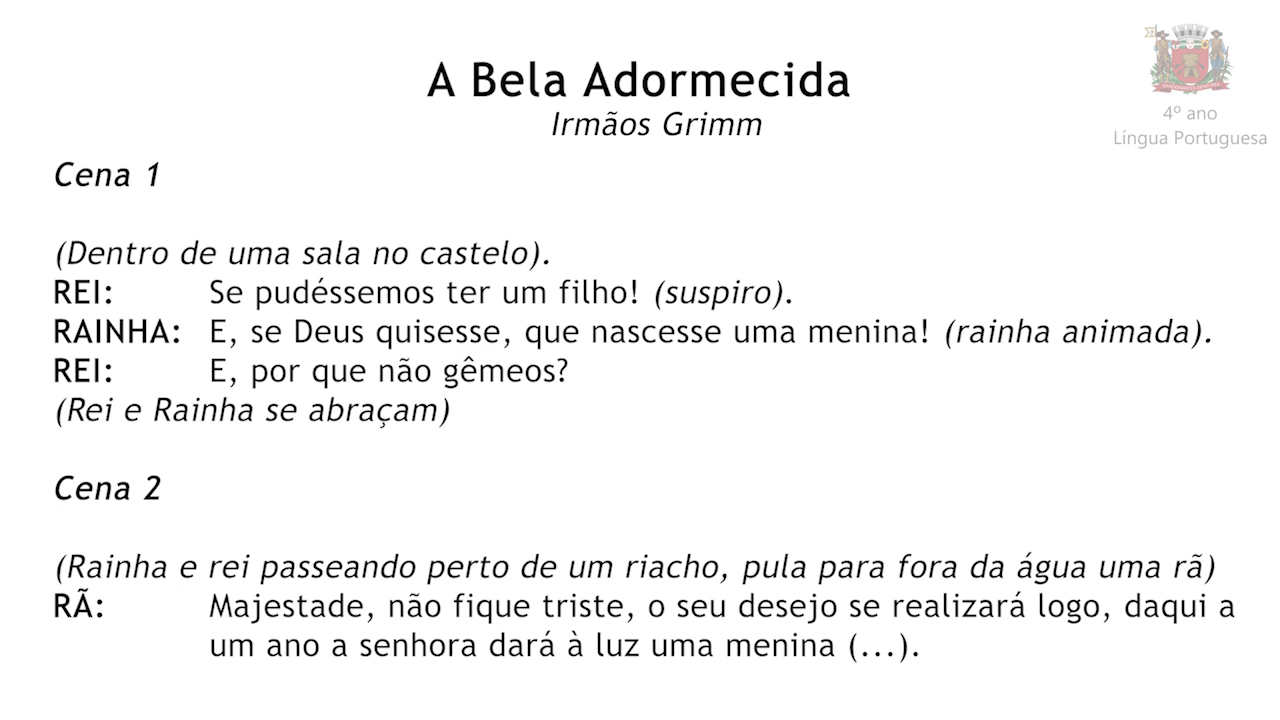 A Bela Adormecida
Irmãos Grimm
4º ano
Língua Portuguesa
Cena 1
(Dentro de uma sala no castelo).
REI: Se pudéssemos ter um filho! (suspiro).
RAINHA: E, se Deus quisesse, que nascesse uma menina! (rainha animada).
REI: E, por que não gêmeos?
(Rei e Rainha se abraçam)
Cena 2
(Rainha e rei passeando perto de um riacho, pula para fora da água uma rã)
RÃ: Majestade, não fique triste, o seu desejo se realizará logo, daqui a
um ano a senhora dará à luz uma menina (...).